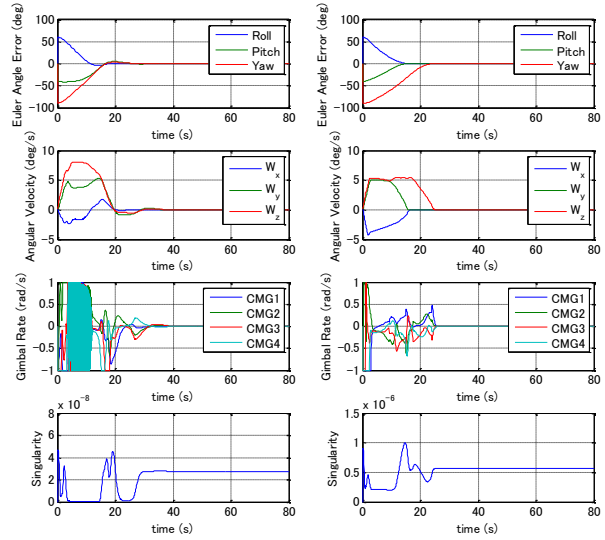 Euler Angle Error (deg)
100
50
0
-50
-100
0 20 40 60 80
time (s)
Roll
Pitch
Yaw
Euler Angle Error (deg)
100
50
0
-50
-100
0 20 40 60 80
time (s)
Roll
Pitch
Yaw
Angular Velocity (deg/s)
10
5
0
-5
0 20 40 60 80
time (s)
W x
W y
W z
Angular Velocity (deg/s)
10
5
0
-5
0 20 40 60 80
time (s)
W x
W y
W z
Gimbal Rate (rad/s)
1
0.5
0
-0.5
-1
0 20 40 60 80
time (s)
CMG1
CMG2
CMG3
CMG4
Gimbal Rate (rad/s)
1
0.5
0
-0.5
-1
0 20 40 60 80
time (s)
CMG1
CMG2
CMG3
CMG4
Singularity
x 10 -8
8
6
4
2
0
0 20 40 60 80
time (s)
Singularity
x 10 -6
1.5
1
0.5
0
0 20 40 60 80
time (s)